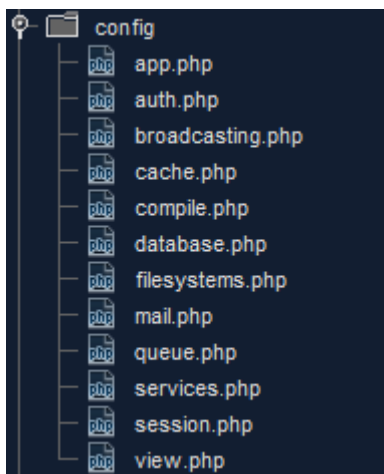 config
app.php
auth.php
broadcasting.php
cache.php
compile.php
database.php
filesystems.php
mail.php
queue.php
services.php
session.php
view.php